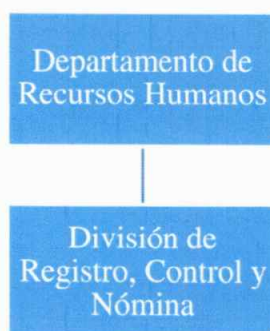 Departamento de
Recursos Humanos
División de
Registro, Control y
Nómina